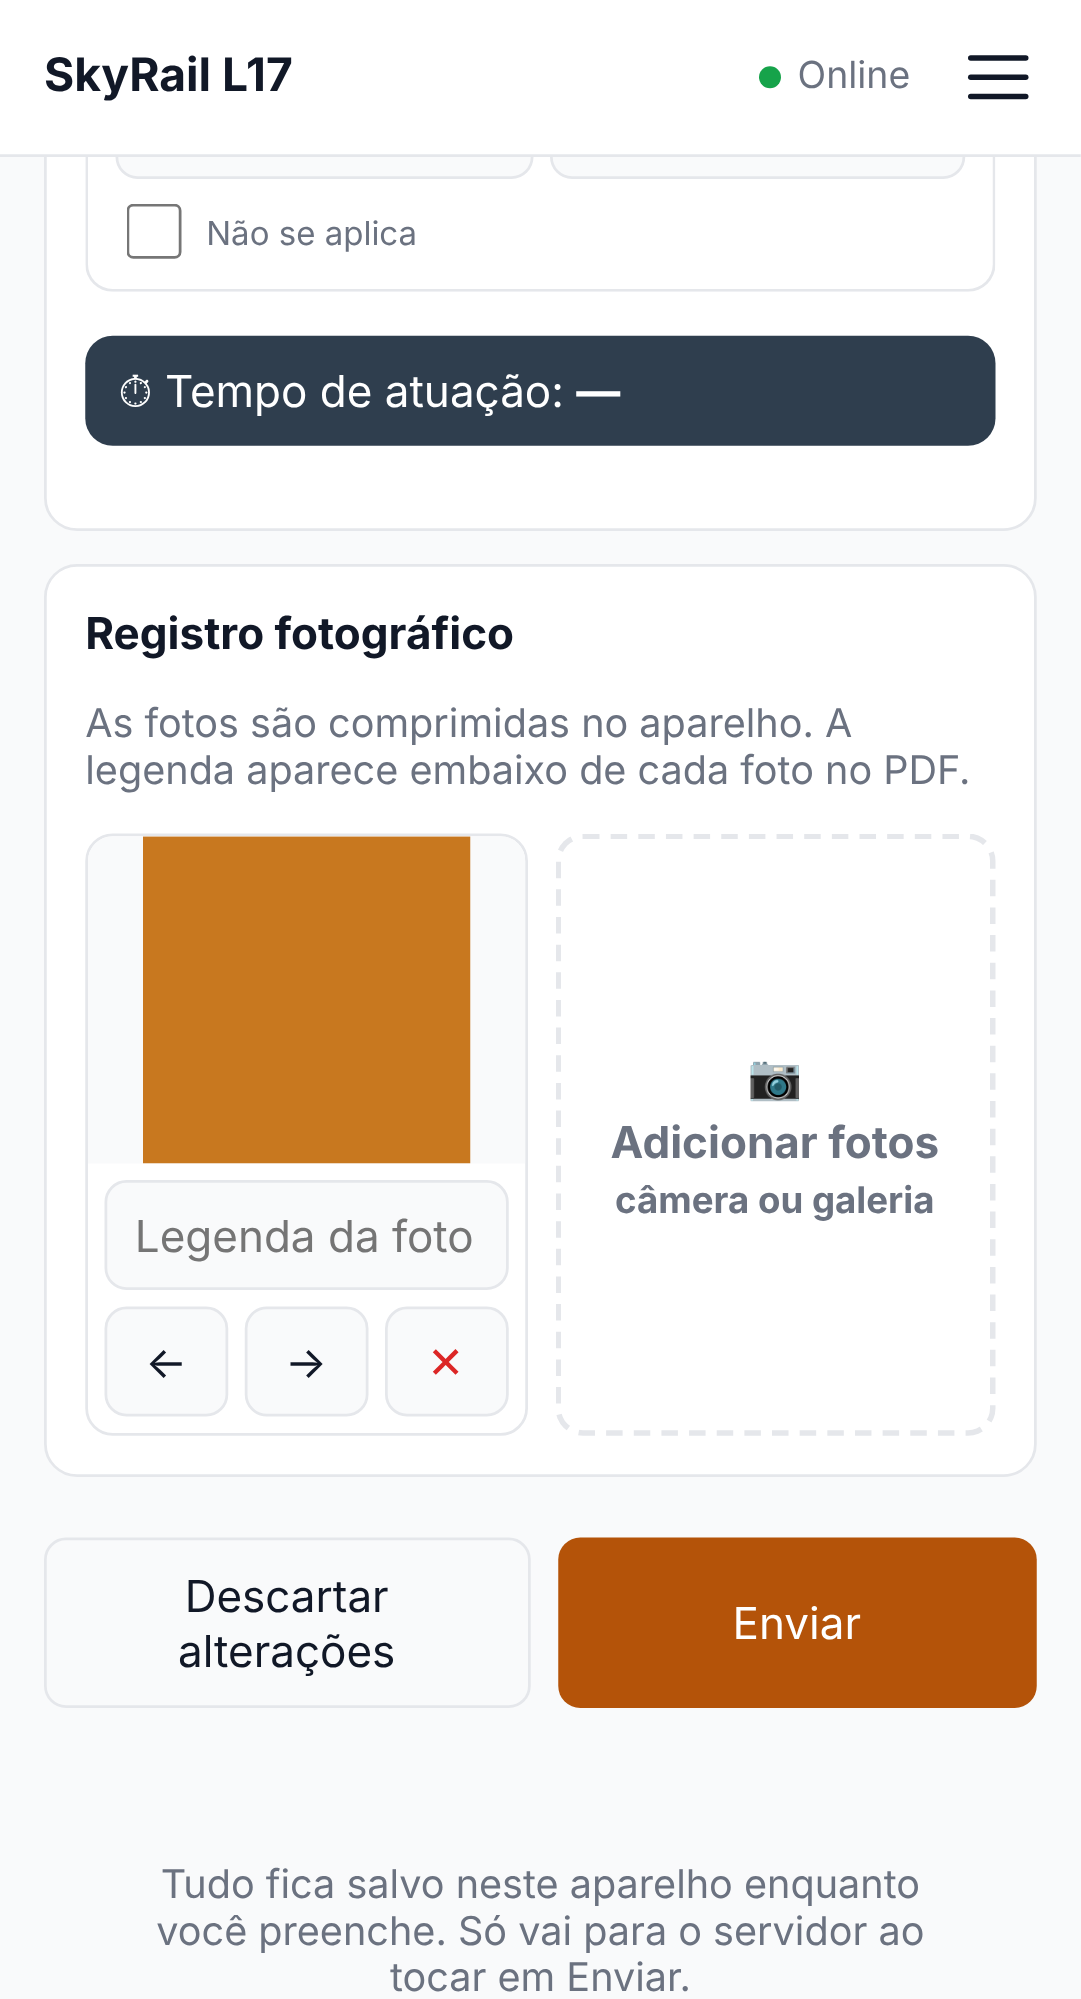 SkyRail L17
Online
Não se aplica
⏱ Tempo de atuação: —
Registro fotográfico
As fotos são comprimidas no aparelho. A
legenda aparece embaixo de cada foto no PDF.
Legenda da foto
← → ✕
📷
Adicionar fotos
câmera ou galeria
Descartar
alterações
Enviar
Tudo fica salvo neste aparelho enquanto
você preenche. Só vai para o servidor ao
tocar em Enviar.